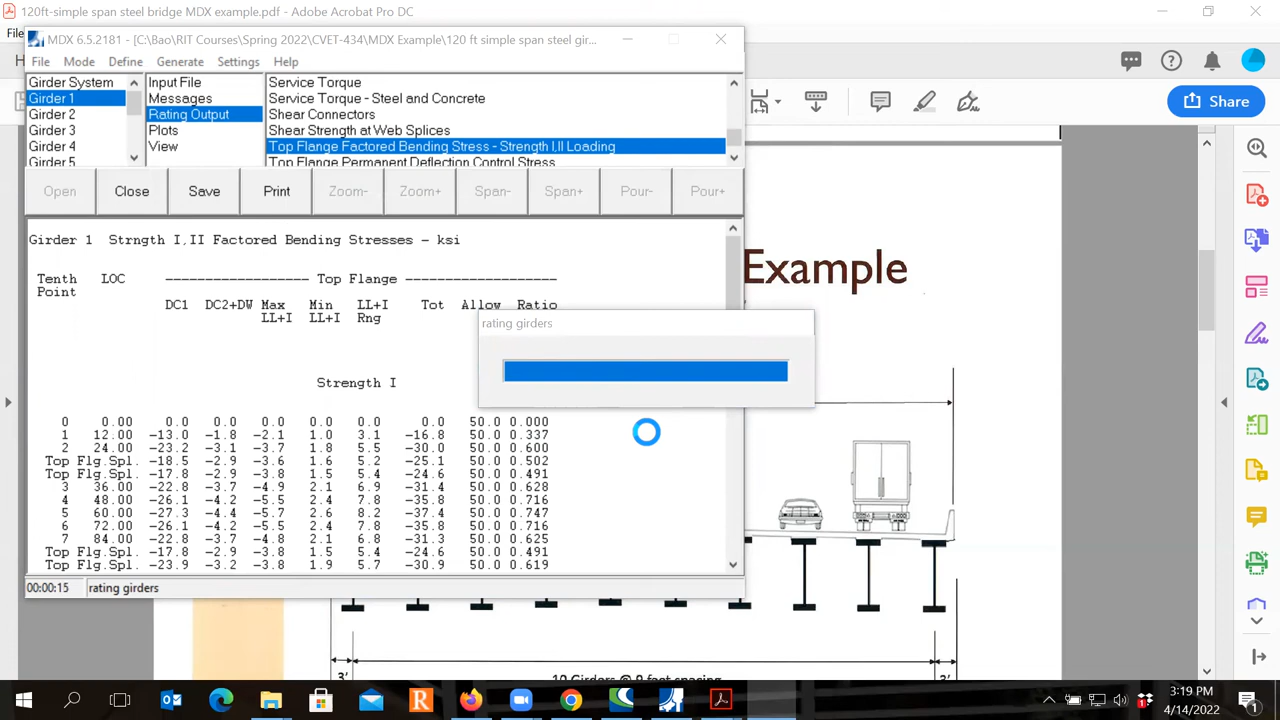 120ft-simple span steel bridge MDX example.pdf - Adobe Acrobat Pro DC
MDX 6.5.2181 - [C:\Bao\RIT Courses\Spring 2022\CVET-434\MDX Example\120 ft simple span steel gir...
File Mode Define Generate Settings Help
Girder System
Girder 1
Girder 2
Girder 3
Girder 4
Girder 5
Input File
Messages
Rating Output
Plots
View
Service Torque
Service Torque - Steel and Concrete
Shear Connectors
Shear Strength at Web Splices
Top Flange Factored Bending Stress - Strength I,II Loading
Top Flange Permanent Deflection Control Stress
Share
Open Close Save Print Zoom- Zoom+ Span- Span+ Pour- Pour+
Girder 1 Strngth I,II Factored Bending Stresses - ksi
Example
Tenth LOC ----------------- Top Flange -------------------
Point
DC1 DC2+DW Max Min LL+I Tot Allow Ratio
LL+I LL+I Rng
rating girders
Strength I
0 0.00 0.0 0.0 0.0 0.0 0.0 0.0 50.0 0.000
1 12.00 -13.0 -1.8 -2.1 1.0 3.1 -16.8 50.0 0.337
2 24.00 -23.2 -3.1 -3.7 1.8 5.5 -30.0 50.0 0.600
Top Flg.Spl. -18.5 -2.9 -3.6 1.6 5.2 -25.1 50.0 0.502
Top Flg.Spl. -17.8 -2.9 -3.8 1.5 5.4 -24.6 50.0 0.491
3 36.00 -22.8 -3.7 -4.9 2.1 6.9 -31.4 50.0 0.628
4 48.00 -26.1 -4.2 -5.5 2.4 7.8 -35.8 50.0 0.716
5 60.00 -27.3 -4.4 -5.7 2.6 8.2 -37.4 50.0 0.747
6 72.00 -26.1 -4.2 -5.5 2.4 7.8 -35.8 50.0 0.716
7 84.00 -22.8 -3.7 -4.8 2.1 6.8 -31.3 50.0 0.625
Top Flg.Spl. -17.8 -2.9 -3.8 1.5 5.4 -24.6 50.0 0.491
Top Flg.Spl. -23.9 -3.2 -3.8 1.9 5.7 -30.9 50.0 0.619
00:00:15 rating girders
3' 10 Girders @ 9 feet spacing 3'
3:19 PM
4/14/2022